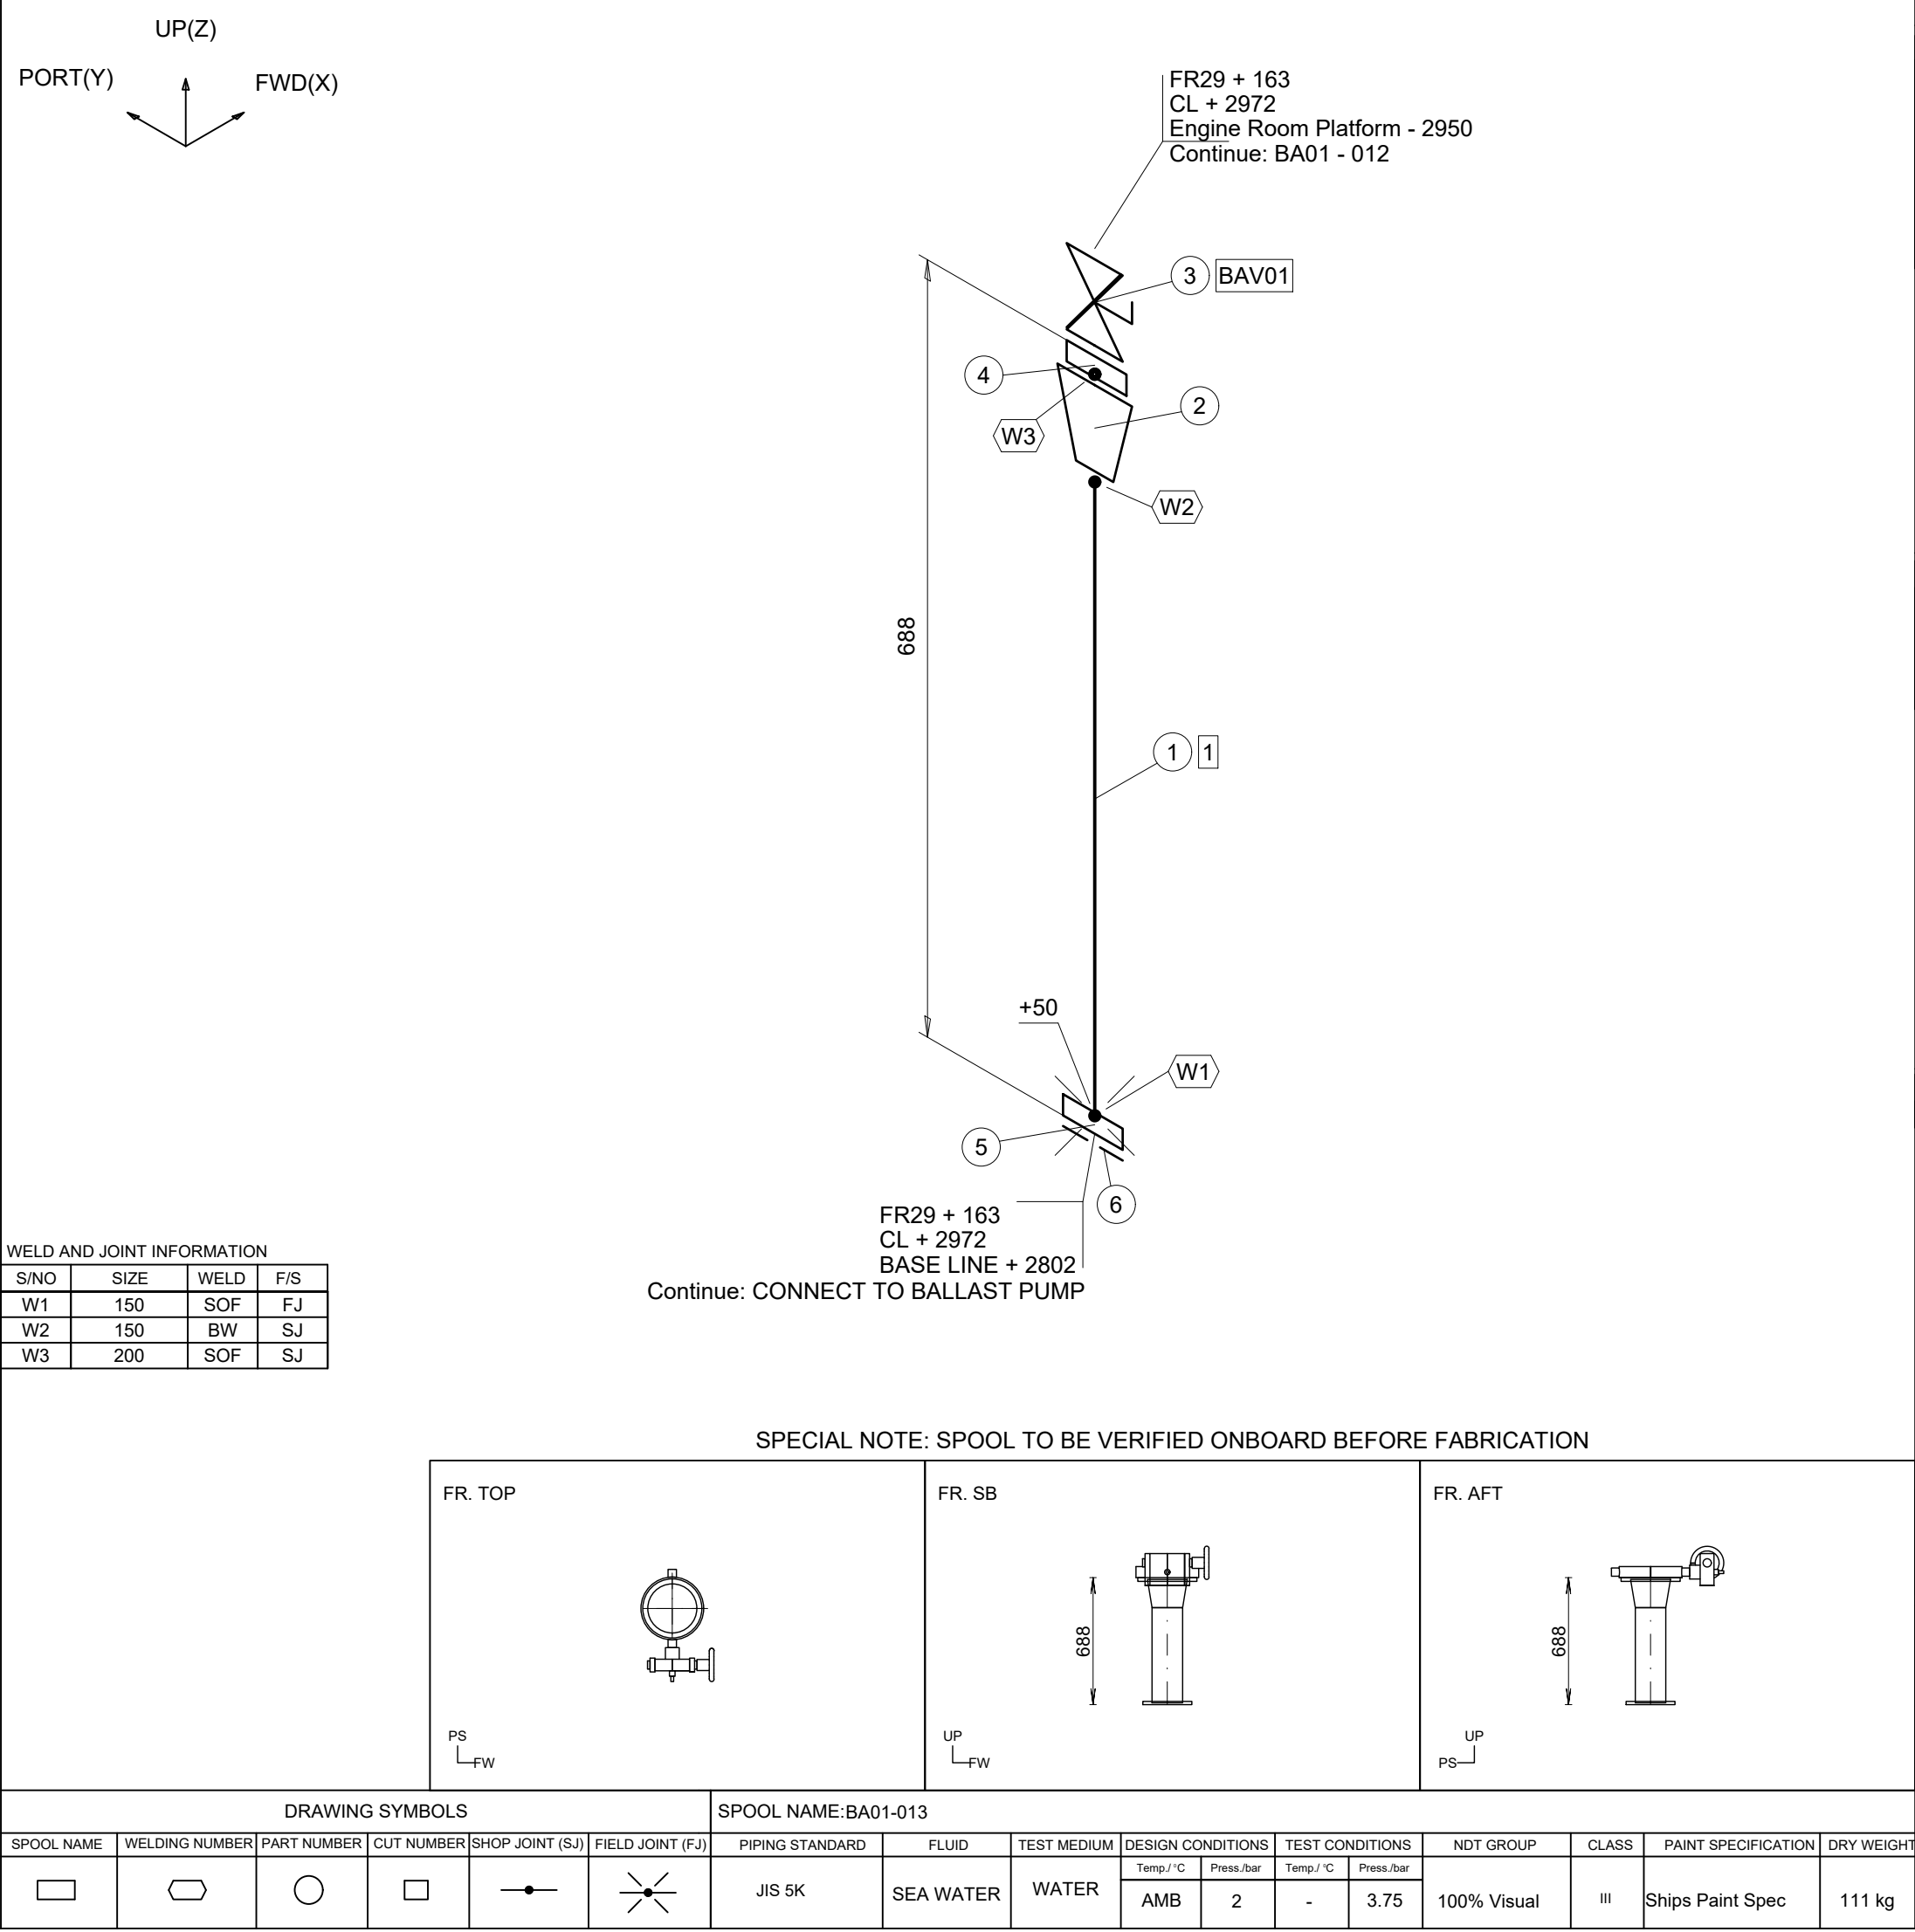 UP(Z)
PORT(Y)
FWD(X)
FR29 + 163
CL + 2972
Engine Room Platform - 2950
Continue: BA01 - 012
3 BAV01
4
2
W3
W2
688
1 1
+50
W1
5
6
FR29 + 163
CL + 2972
BASE LINE + 2802
Continue: CONNECT TO BALLAST PUMP
WELD AND JOINT INFORMATION
S/NO SIZE WELD F/S
W1 150 SOF FJ
W2 150 BW SJ
W3 200 SOF SJ
SPECIAL NOTE: SPOOL TO BE VERIFIED ONBOARD BEFORE FABRICATION
FR. TOP
PS
FW
FR. SB
688
UP
FW
FR. AFT
688
UP
PS
DRAWING SYMBOLS
SPOOL NAME WELDING NUMBER PART NUMBER CUT NUMBER SHOP JOINT (SJ) FIELD JOINT (FJ)
SPOOL NAME:BA01-013
PIPING STANDARD FLUID TEST MEDIUM DESIGN CONDITIONS TEST CONDITIONS NDT GROUP CLASS PAINT SPECIFICATION DRY WEIGHT
Temp./ °C Press./bar Temp./ °C Press./bar
JIS 5K SEA WATER WATER AMB 2 - 3.75 100% Visual III Ships Paint Spec 111 kg